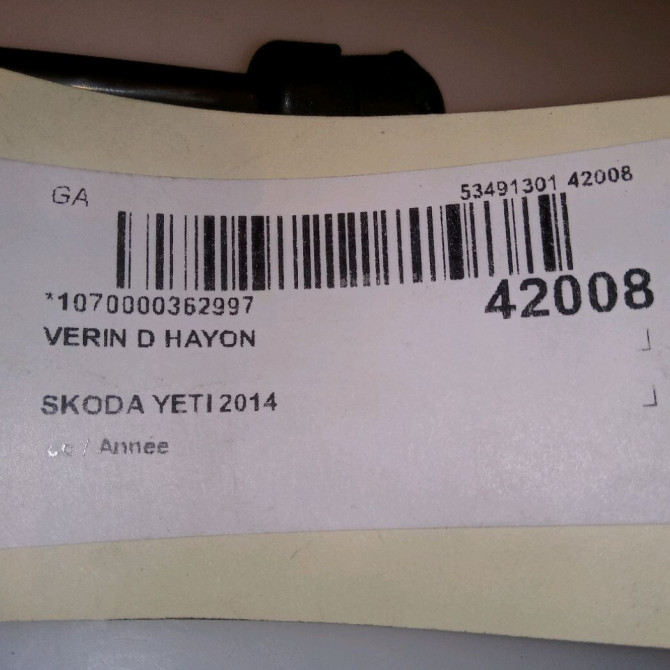 GA
53491301 42008
*1070000362997
42008
VERIN D HAYON
SKODA YETI 2014
/ Année